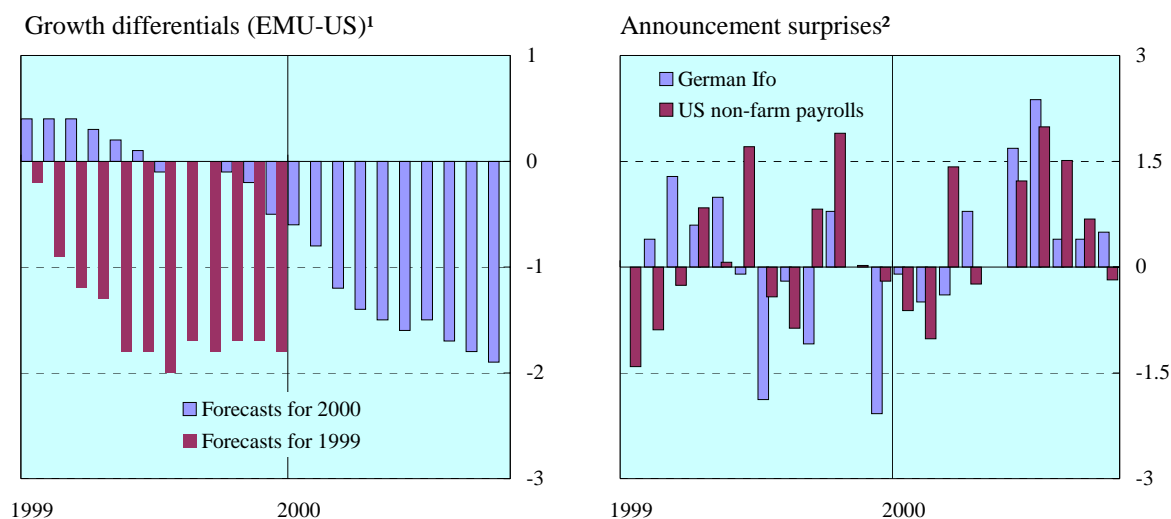 Growth differentials (EMU-US)¹
1
0
-1
-2
-3
Forecasts for 2000
Forecasts for 1999
1999
2000
Announcement surprises²
German Ifo
US non-farm payrolls
3
1.5
0
-1.5
-3
1999
2000